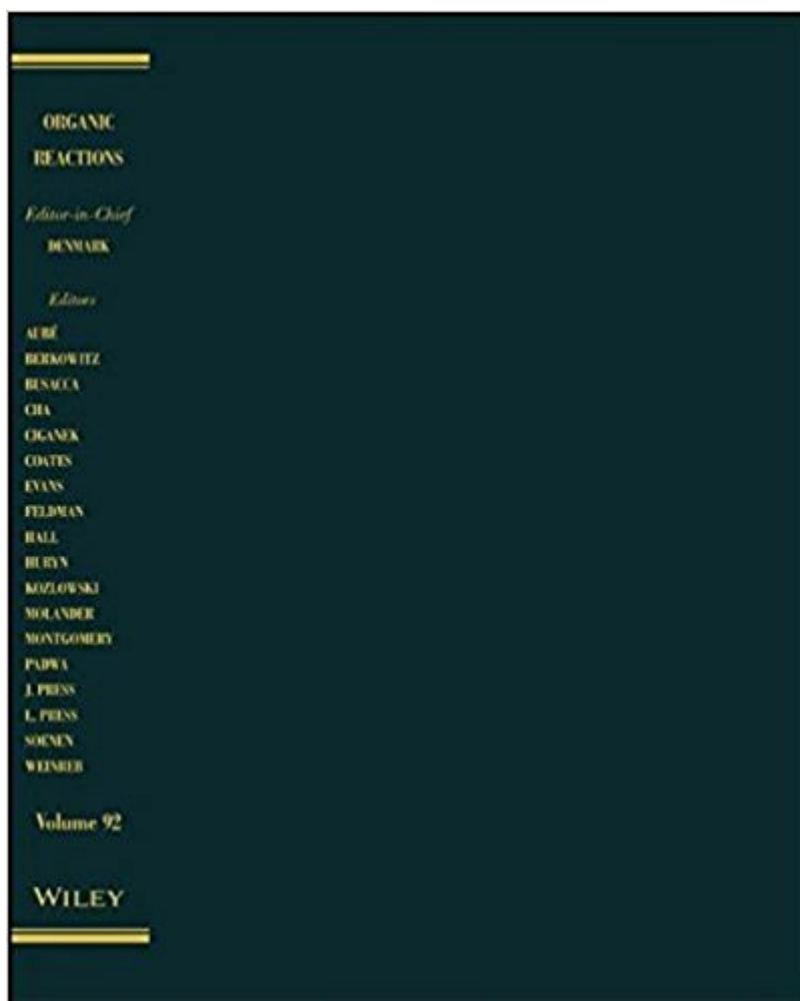 ORGANIC
REACTIONS
Editor-in-Chief
DENMARK
Editors
AUBÉ
BERKOWITZ
BUSACCA
CHA
CIGANEK
COATES
EVANS
FELDMAN
HALL
HURYN
KOZLOWSKI
MOLANDER
MONTGOMERY
PADWA
J. PRESS
L. PRESS
SOENEN
WEINREB
Volume 92
WILEY